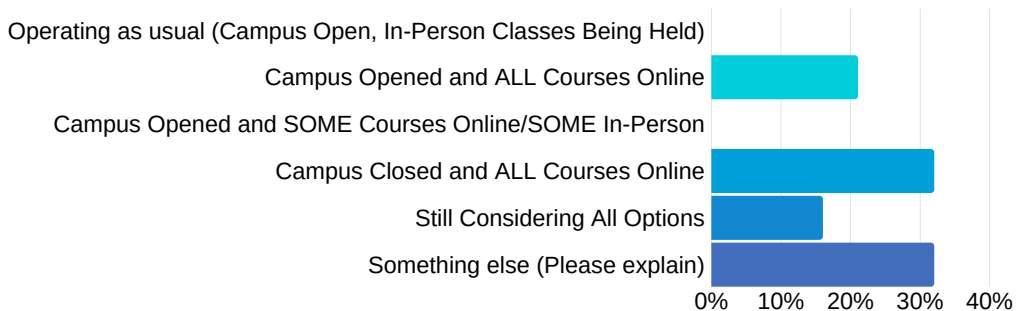 Operating as usual (Campus Open, In-Person Classes Being Held)
Campus Opened and ALL Courses Online
Campus Opened and SOME Courses Online/SOME In-Person
Campus Closed and ALL Courses Online
Still Considering All Options
Something else (Please explain)
0% 10% 20% 30% 40%